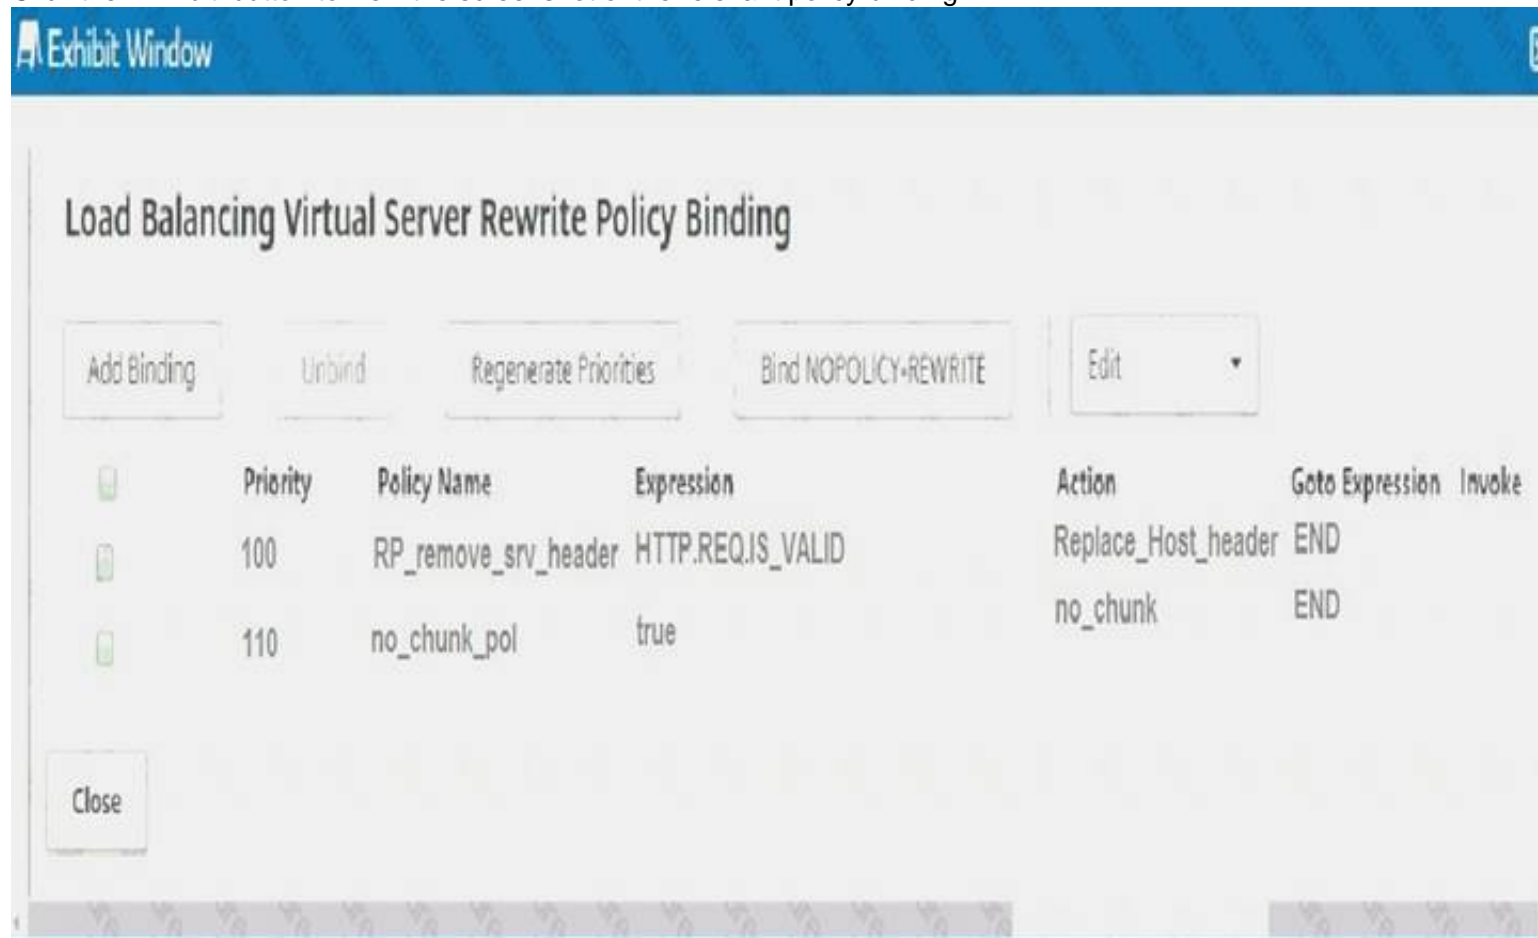 Exhibit Window
Load Balancing Virtual Server Rewrite Policy Binding
Add Binding Unbind Regenerate Priorities Bind NOPOLICY-REWRITE Edit
Priority Policy Name Expression Action Goto Expression Invoke
100 RP_remove_srv_header HTTP.REQ.IS_VALID Replace_Host_header END
110 no_chunk_pol true no_chunk END
Close